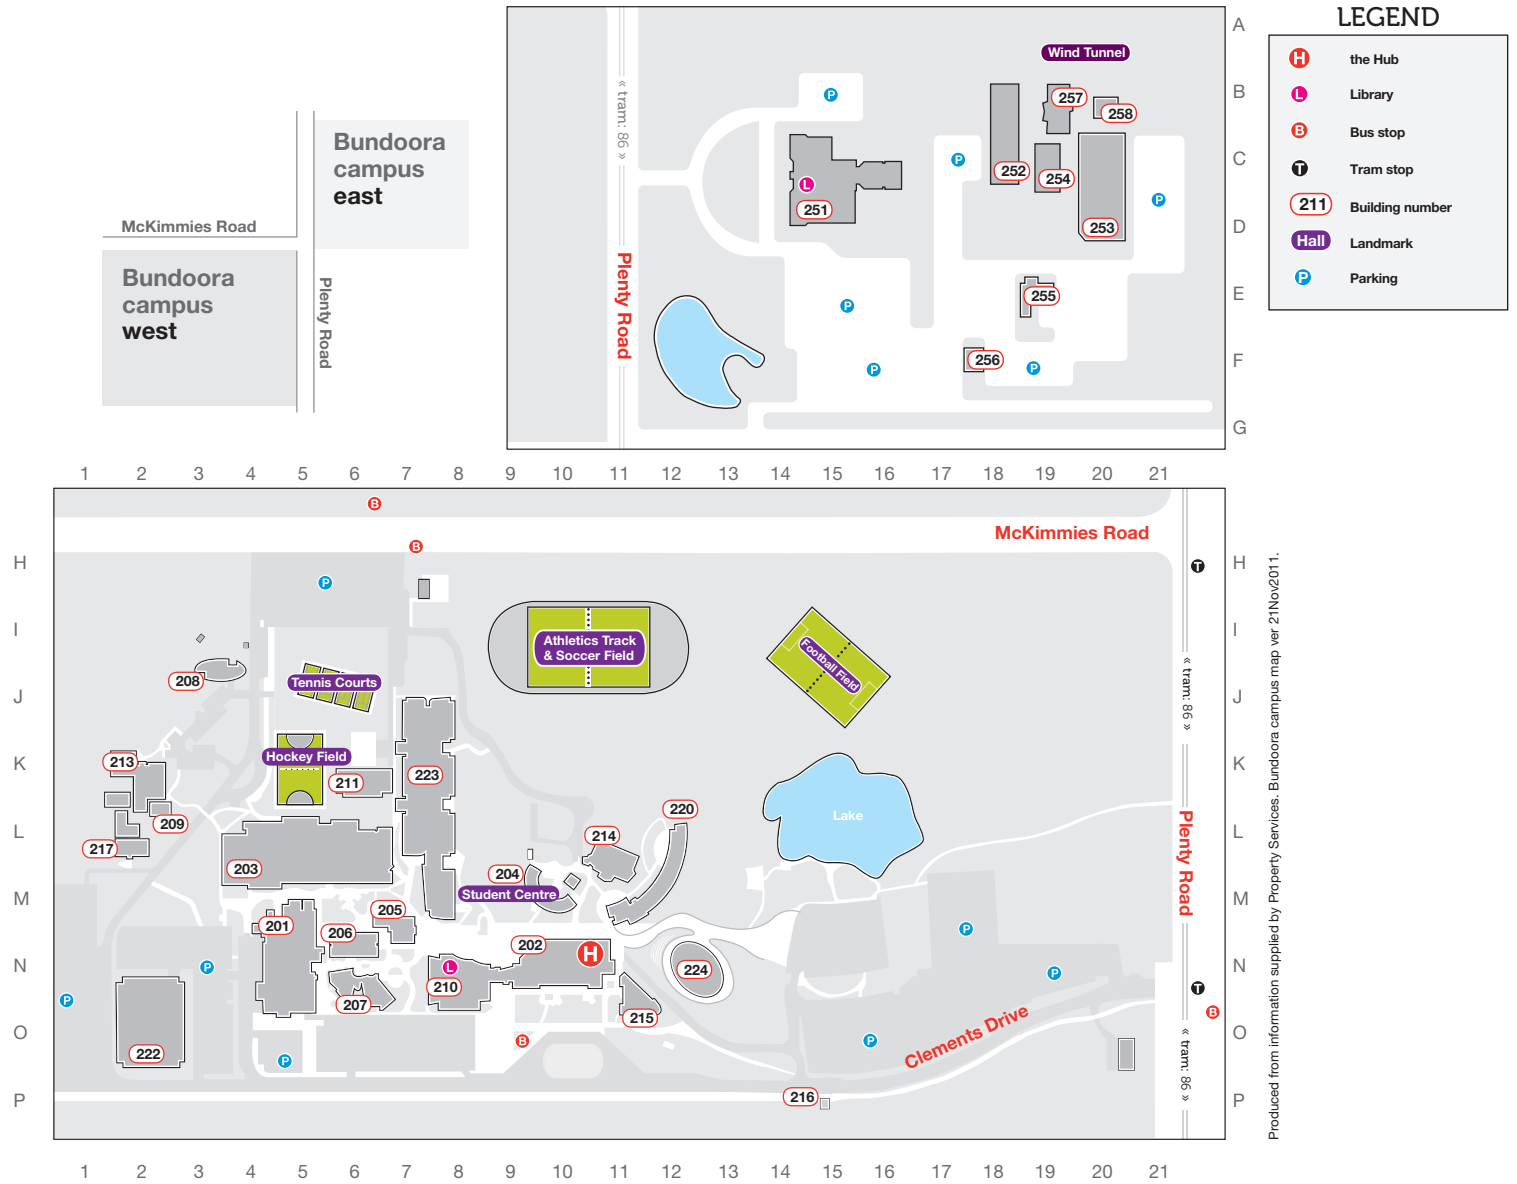 LEGEND
H the Hub
L Library
B Bus stop
T Tram stop
211 Building number
Hall Landmark
P Parking
Bundoora
campus
east
McKimmies Road
Bundoora
campus
west
Plenty Road
A
B
C
D
E
F
G
Wind Tunnel
« tram: 86 »
Plenty Road
P
257
258
P
252
254
P
L
251
253
255
P
256
P
P
1 2 3 4 5 6 7 8 9 10 11 12 13 14 15 16 17 18 19 20 21
B
McKimmies Road
B
H H
T
P
I I
Athletics Track
& Soccer Field
Football Field
« tram: 86 »
208
Tennis Courts
J J
Hockey Field
213
K K
211
223
220
Lake
Plenty Road
209
214
L L
217
203
204
Student Centre
M M
205
201
206
202
H
P
N N
P
L
210
224
P
P
207
215
T
B
O O
222
P
B
P
Clements Drive
« tram: 86 »
216
P P
1 2 3 4 5 6 7 8 9 10 11 12 13 14 15 16 17 18 19 20 21
Produced from information supplied by Property Services. Bundoora campus map ver 21Nov2011.